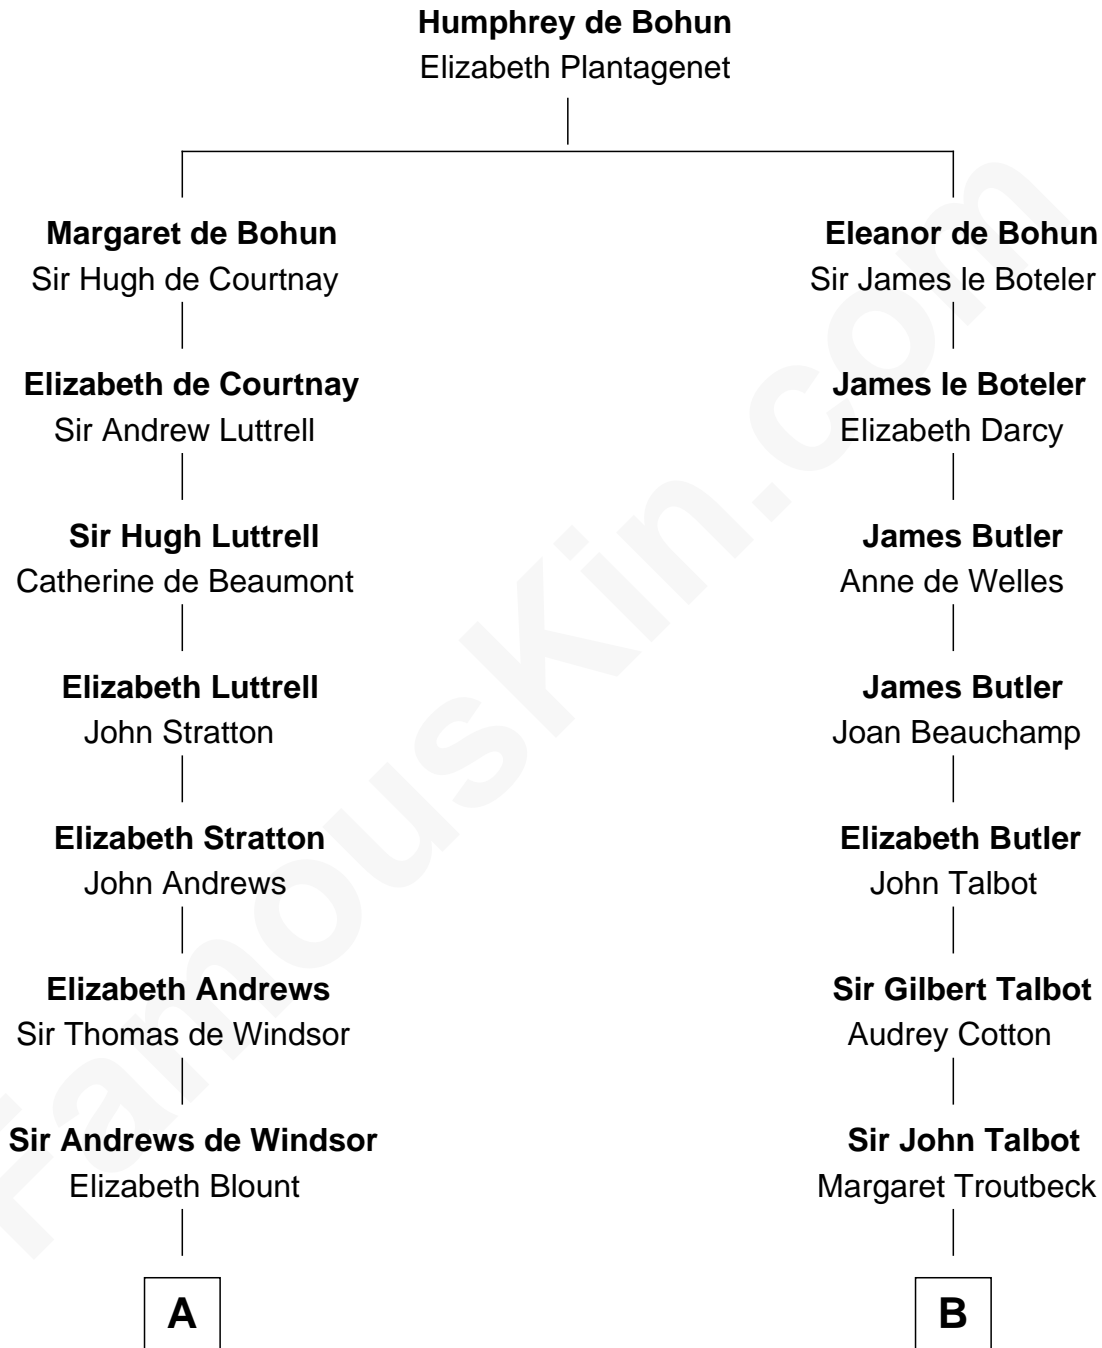 Humphrey de Bohun
Elizabeth Plantagenet
Margaret de Bohun
Sir Hugh de Courtnay
Eleanor de Bohun
Sir James le Boteler
Elizabeth de Courtnay
Sir Andrew Luttrell
James le Boteler
Elizabeth Darcy
Sir Hugh Luttrell
Catherine de Beaumont
James Butler
Anne de Welles
Elizabeth Luttrell
John Stratton
James Butler
Joan Beauchamp
Elizabeth Stratton
John Andrews
Elizabeth Butler
John Talbot
Elizabeth Andrews
Sir Thomas de Windsor
Sir Gilbert Talbot
Audrey Cotton
Sir Andrews de Windsor
Elizabeth Blount
Sir John Talbot
Margaret Troutbeck
A
B
FamousKin.com